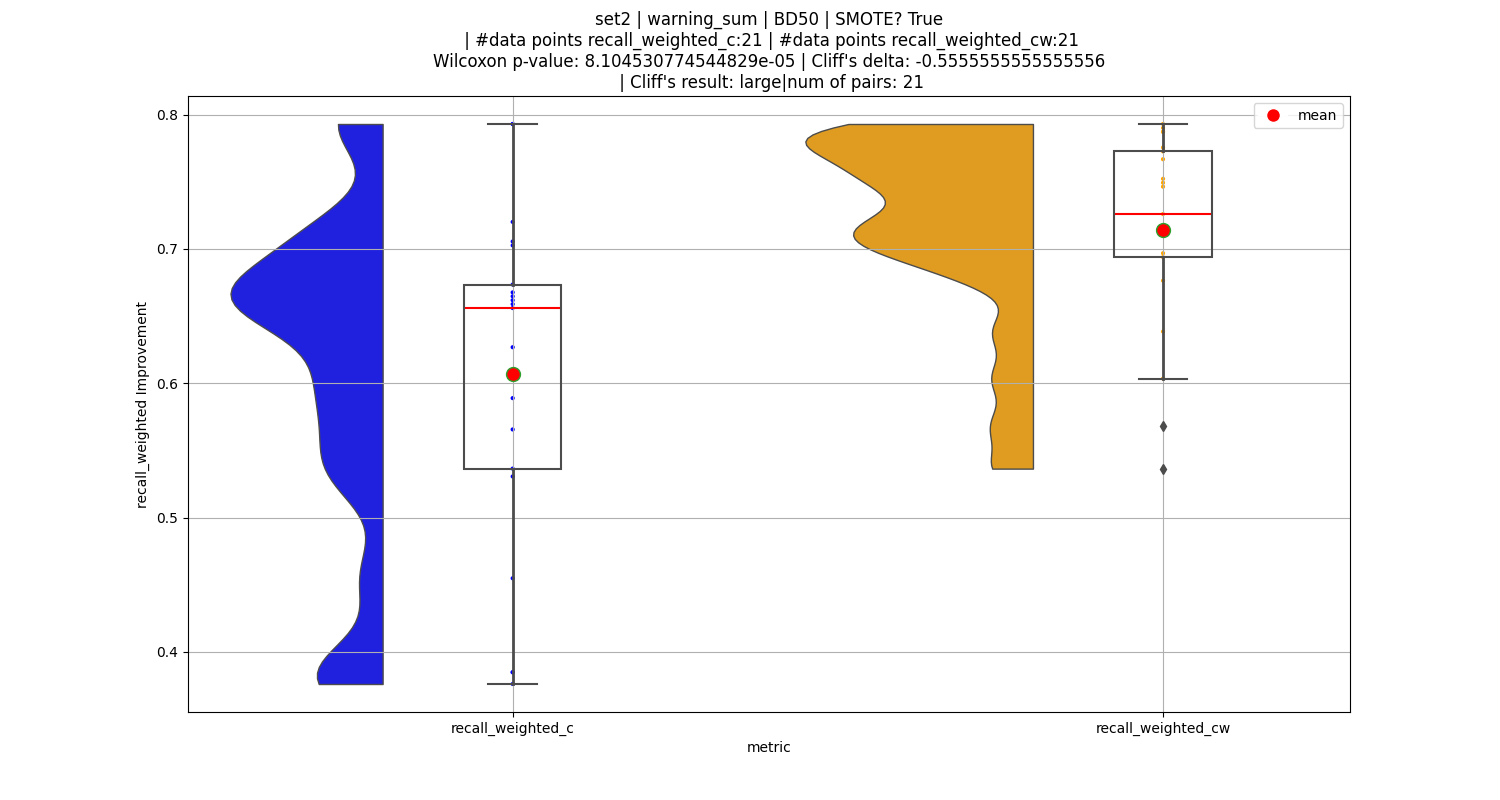 set2 | warning_sum | BD50 | SMOTE? True
| #data points recall_weighted_c:21 | #data points recall_weighted_cw:21
Wilcoxon p-value: 8.104530774544829e-05 | Cliff's delta: -0.5555555555555556
| Cliff's result: large|num of pairs: 21
mean
0.8
0.7
0.6
0.5
0.4
recall_weighted Improvement
recall_weighted_c
recall_weighted_cw
metric